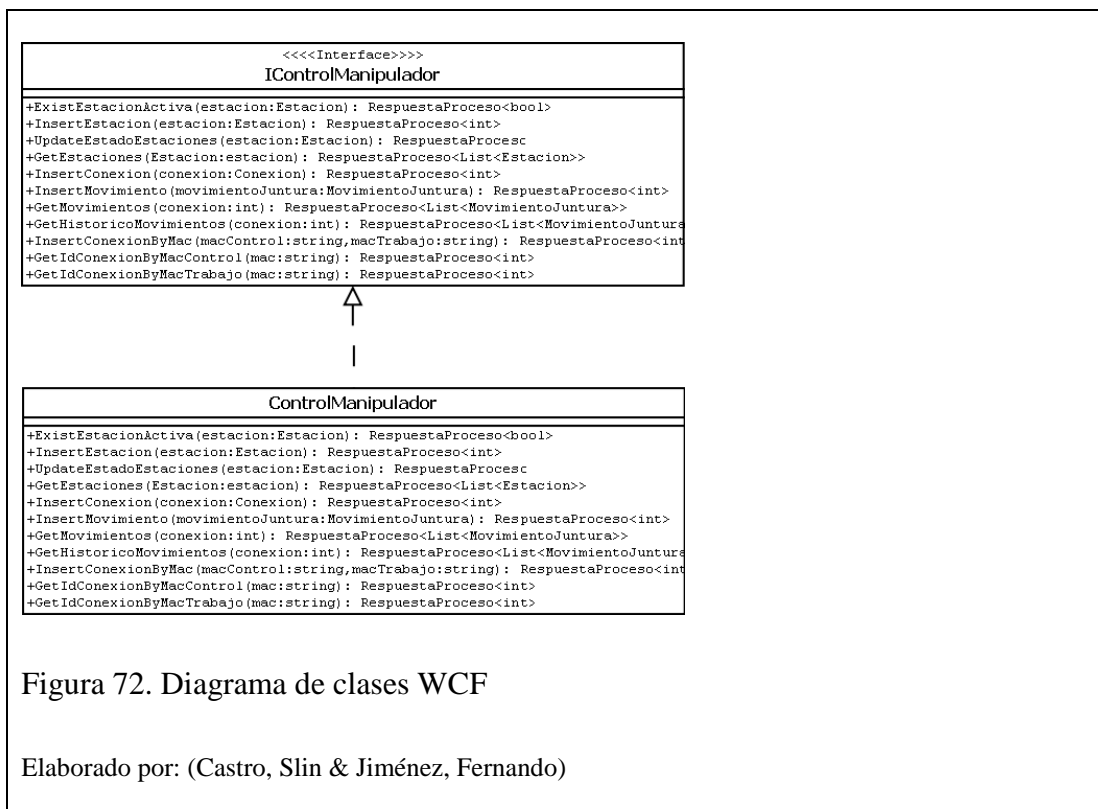 <<<<Interface>>>>
IControlManipulador
+ExistEstacionActiva(estacion:Estacion): RespuestaProceso<bool>
+InsertEstacion(estacion:Estacion): RespuestaProceso<int>
+UpdateEstadoEstaciones(estacion:Estacion): RespuestaProcesc
+GetEstaciones(Estacion:estacion): RespuestaProceso<List<Estacion>>
+InsertConexion(conexion:Conexion): RespuestaProceso<int>
+InsertMovimiento(movimientoJuntura:MovimientoJuntura): RespuestaProceso<int>
+GetMovimientos(conexion:int): RespuestaProceso<List<MovimientoJuntura>>
+GetHistoricoMovimientos(conexion:int): RespuestaProceso<List<MovimientoJuntura
+InsertConexionByMac(macControl:string,macTrabajo:string): RespuestaProceso<int
+GetIdConexionByMacControl(mac:string): RespuestaProceso<int>
+GetIdConexionByMacTrabajo(mac:string): RespuestaProceso<int>
ControlManipulador
+ExistEstacionActiva(estacion:Estacion): RespuestaProceso<bool>
+InsertEstacion(estacion:Estacion): RespuestaProceso<int>
+UpdateEstadoEstaciones(estacion:Estacion): RespuestaProcesc
+GetEstaciones(Estacion:estacion): RespuestaProceso<List<Estacion>>
+InsertConexion(conexion:Conexion): RespuestaProceso<int>
+InsertMovimiento(movimientoJuntura:MovimientoJuntura): RespuestaProceso<int>
+GetMovimientos(conexion:int): RespuestaProceso<List<MovimientoJuntura>>
+GetHistoricoMovimientos(conexion:int): RespuestaProceso<List<MovimientoJuntura
+InsertConexionByMac(macControl:string,macTrabajo:string): RespuestaProceso<int
+GetIdConexionByMacControl(mac:string): RespuestaProceso<int>
+GetIdConexionByMacTrabajo(mac:string): RespuestaProceso<int>
Figura 72. Diagrama de clases WCF
Elaborado por: (Castro, Slin & Jiménez, Fernando)